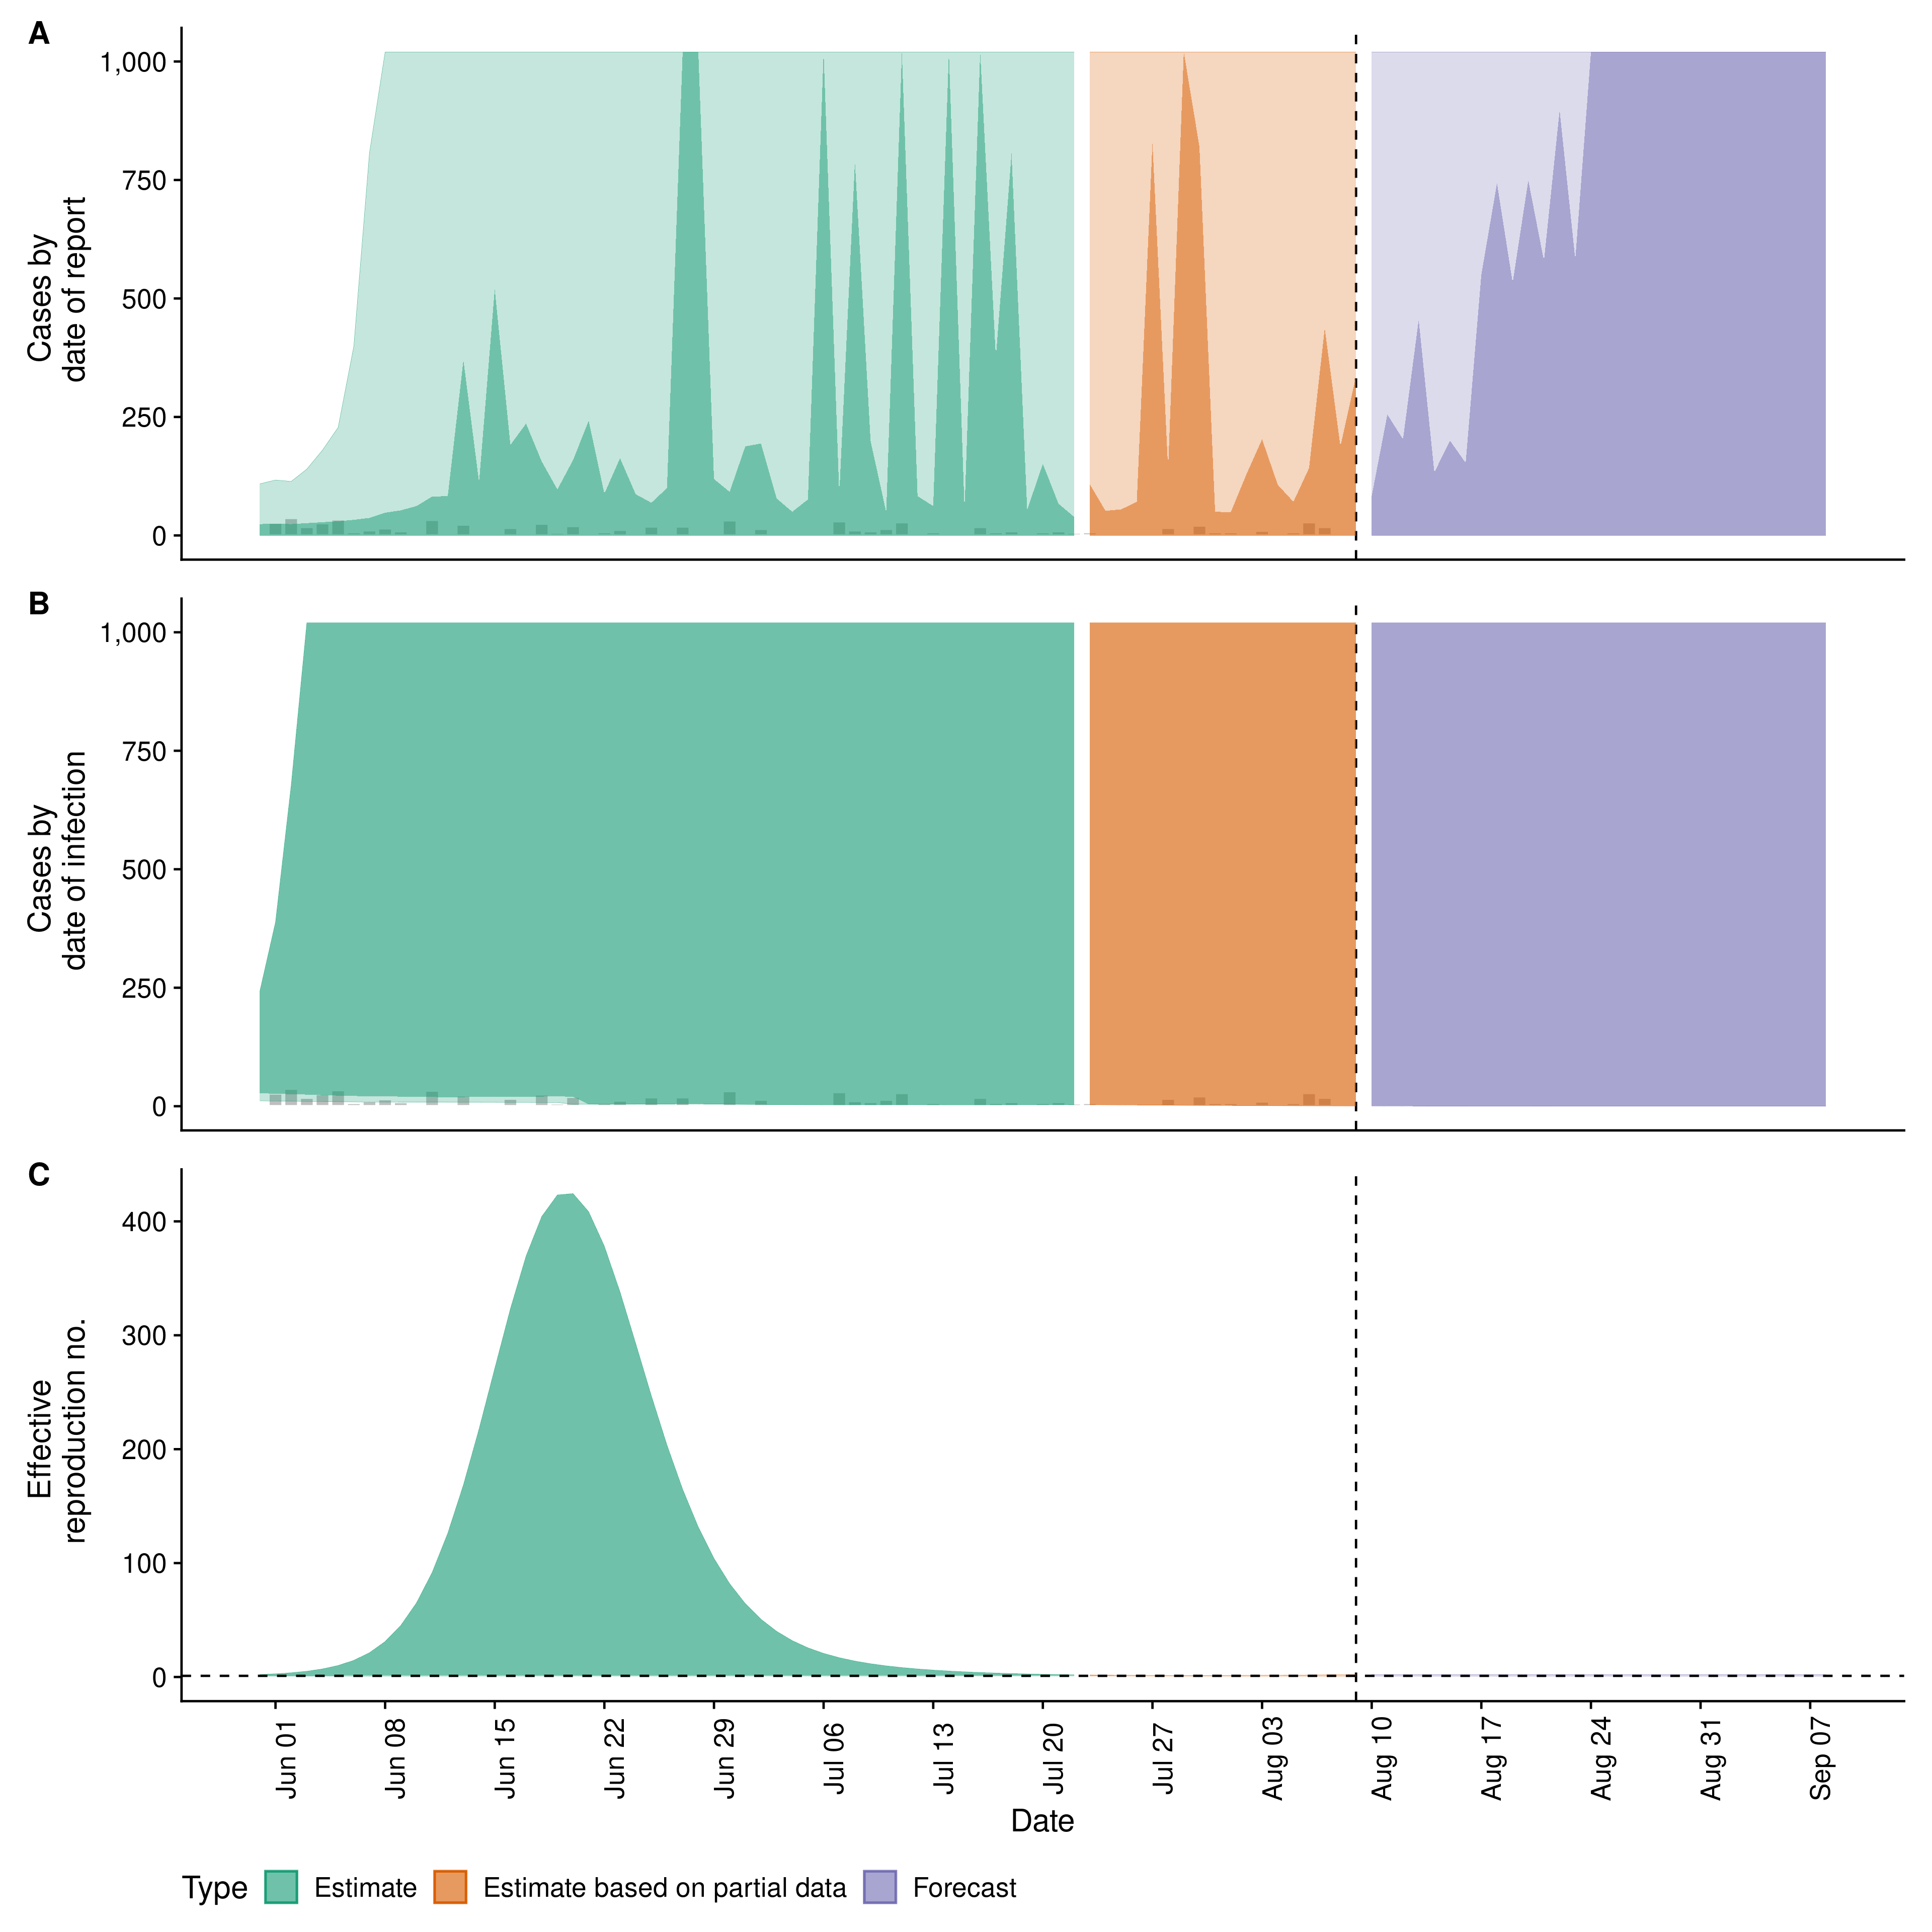 A
1,000
750
500
250
0
Cases by
date of report
B
1,000
750
500
250
0
Cases by
date of infection
C
400
300
200
100
0
Effective
reproduction no.
Jun 01
Jun 08
Jun 15
Jun 22
Jun 29
Jul 06
Jul 13
Jul 20
Jul 27
Aug 03
Aug 10
Aug 17
Aug 24
Aug 31
Sep 07
Date
Type Estimate Estimate based on partial data Forecast